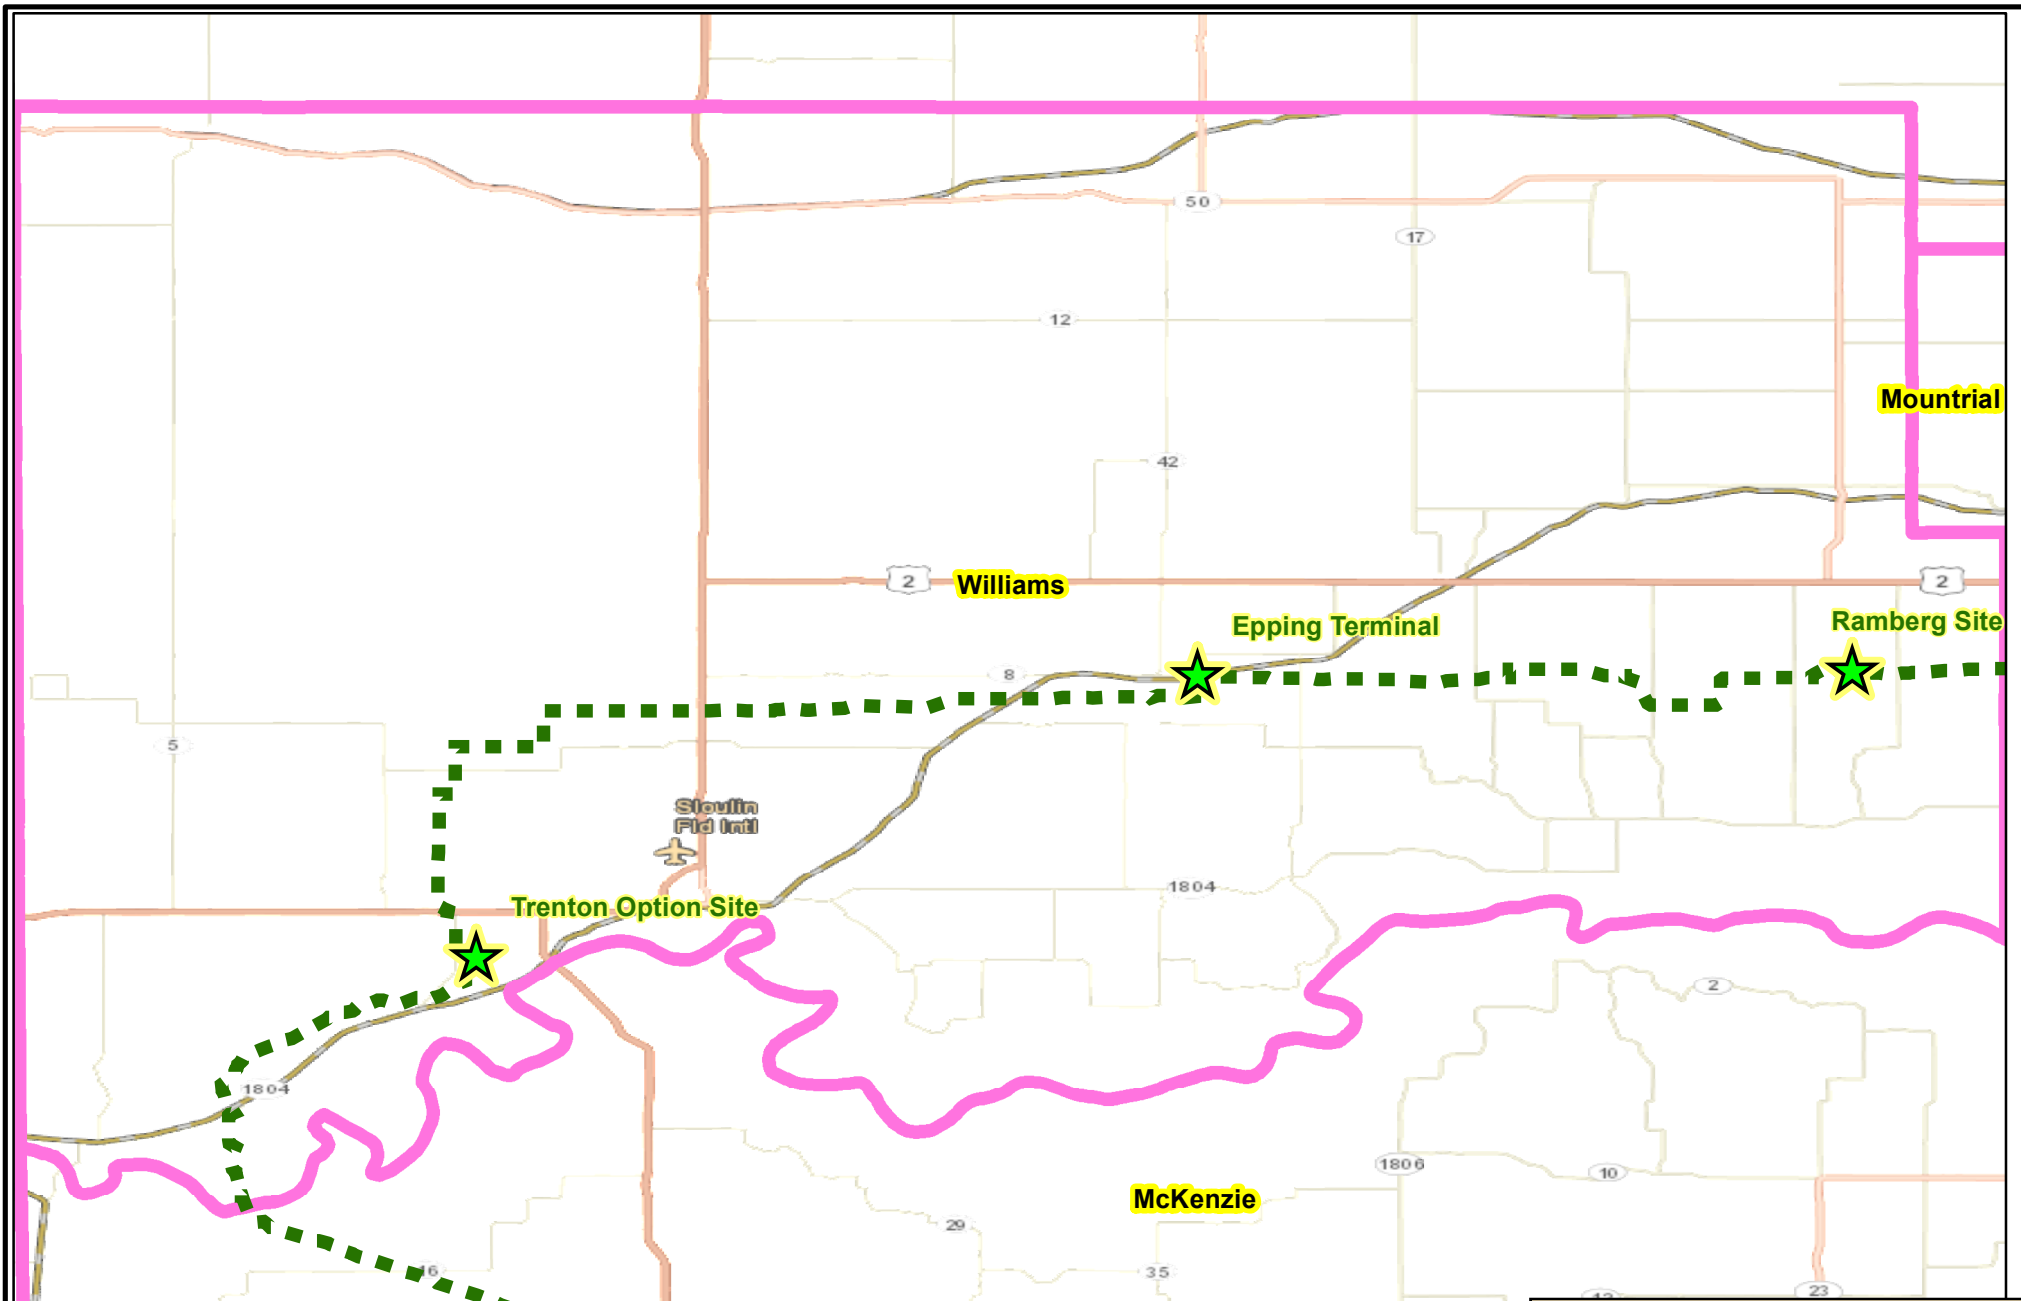 50
17
12
Mountrial
42
2
Williams
2
Epping Terminal
Ramberg Site
8
5
Sloulin
Fld Intl
1804
Trenton Option Site
2
1804
1806
10
McKenzie
29
16
35
23